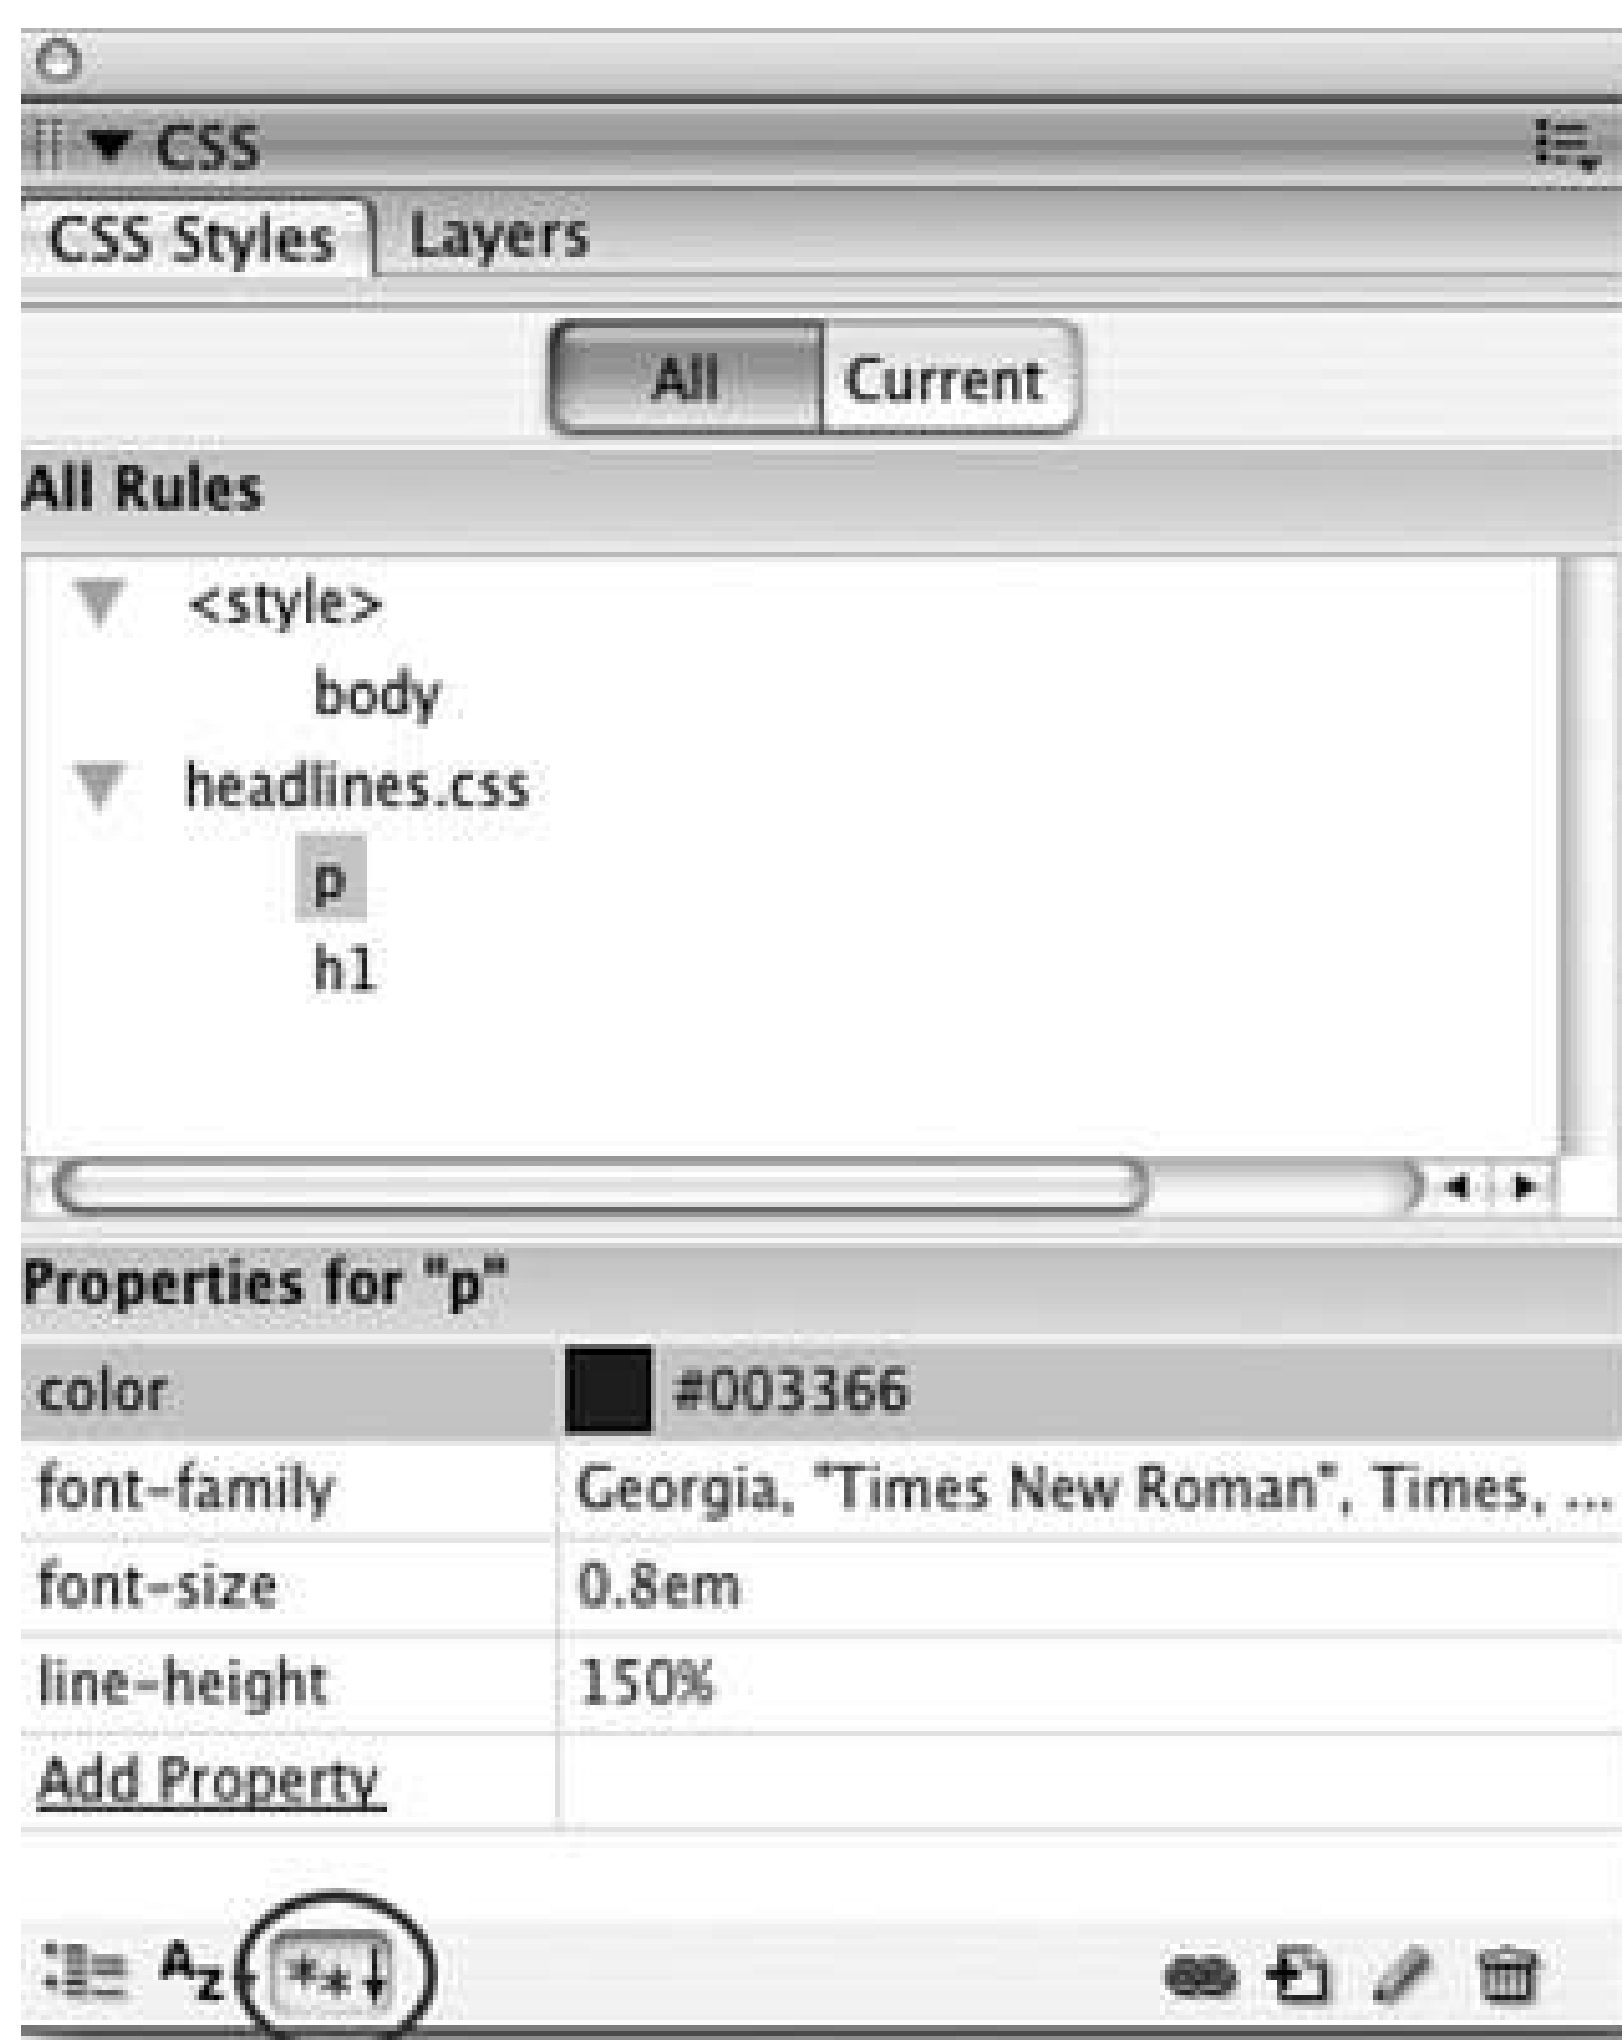 CSS
CSS Styles Layers
All Current
All Rules
<style>
body
headlines.css
p
h1
Properties for "p"
color #003366
font-family Georgia, "Times New Roman", Times, ...
font-size 0.8em
line-height 150%
Add Property
AZ **